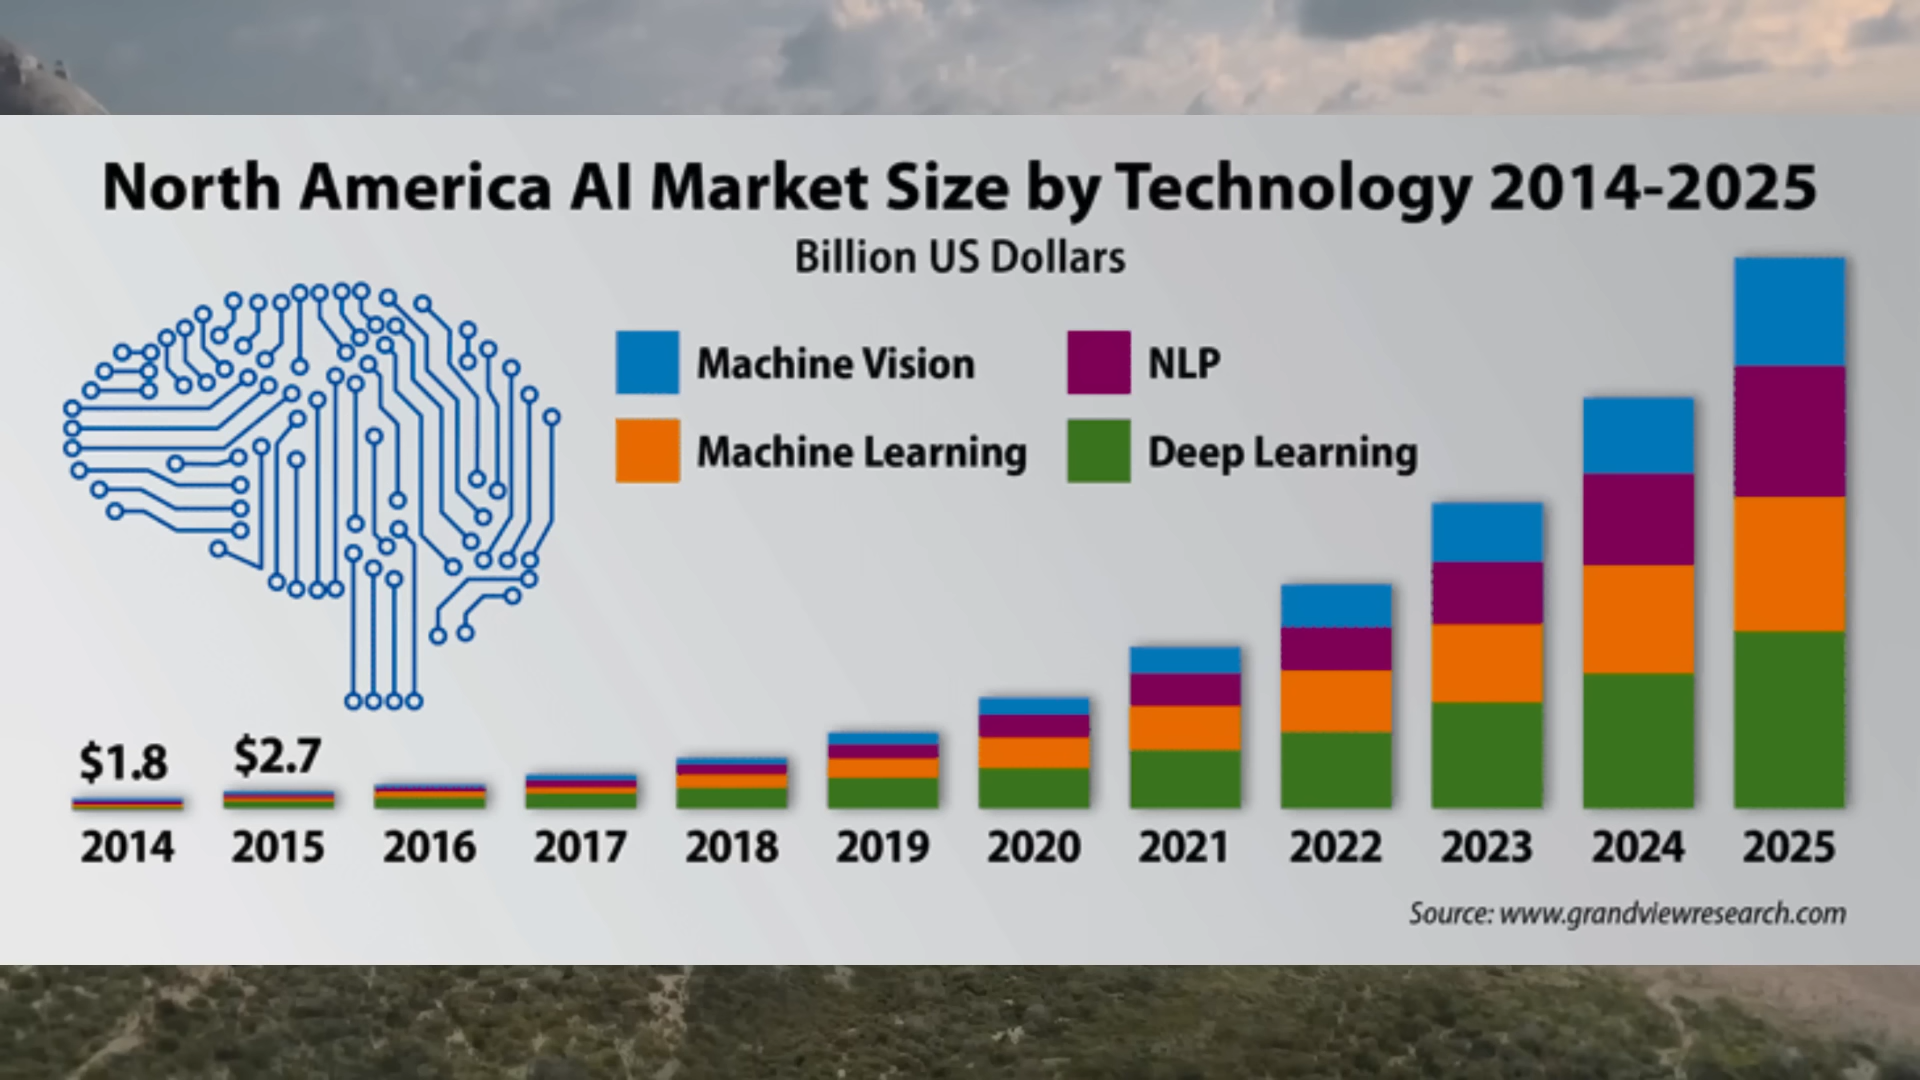 North America AI Market Size by Technology 2014-2025
Billion US Dollars
Machine Vision
NLP
Machine Learning
Deep Learning
$1.8
$2.7
2014 2015 2016 2017 2018 2019 2020 2021 2022 2023 2024 2025
Source: www.grandviewresearch.com